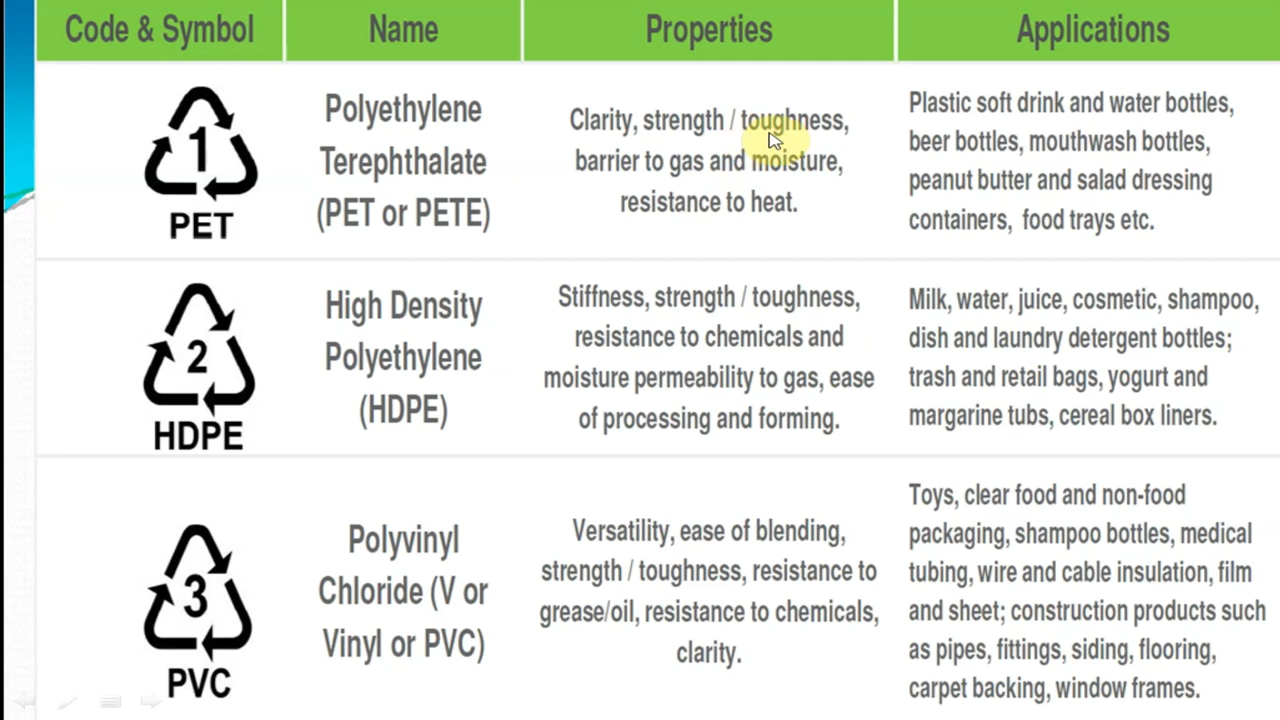 Code & Symbol
Name
Properties
Applications
1
PET
Polyethylene
Terephthalate
(PET or PETE)
Clarity, strength / toughness,
barrier to gas and moisture,
resistance to heat.
Plastic soft drink and water bottles,
beer bottles, mouthwash bottles,
peanut butter and salad dressing
containers, food trays etc.
2
HDPE
High Density
Polyethylene
(HDPE)
Stiffness, strength / toughness,
resistance to chemicals and
moisture permeability to gas, ease
of processing and forming.
Milk, water, juice, cosmetic, shampoo,
dish and laundry detergent bottles;
trash and retail bags, yogurt and
margarine tubs, cereal box liners.
3
PVC
Polyvinyl
Chloride (V or
Vinyl or PVC)
Versatility, ease of blending,
strength / toughness, resistance to
grease/oil, resistance to chemicals,
clarity.
Toys, clear food and non-food
packaging, shampoo bottles, medical
tubing, wire and cable insulation, film
and sheet; construction products such
as pipes, fittings, siding, flooring,
carpet backing, window frames.